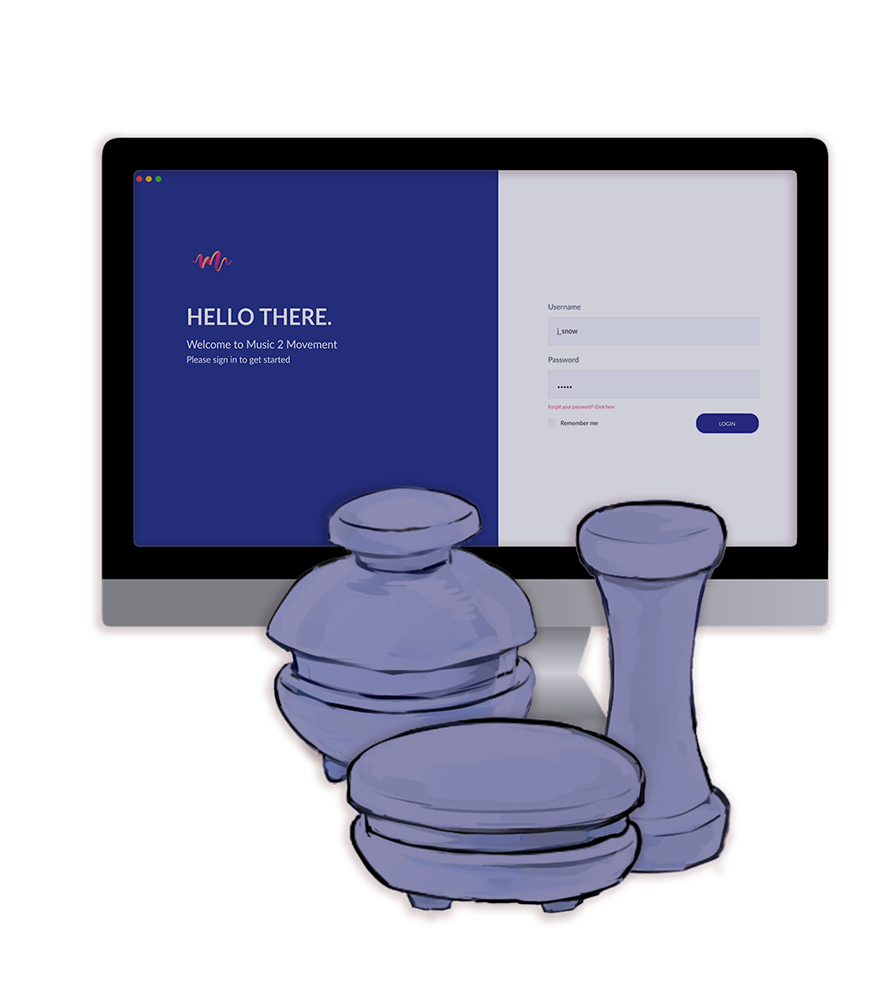 HELLO THERE.
Welcome to Music 2 Movement
Please sign in to get started
Username
j_snow
Password
•••••
Forget your password? Click here
Remember me
LOGIN